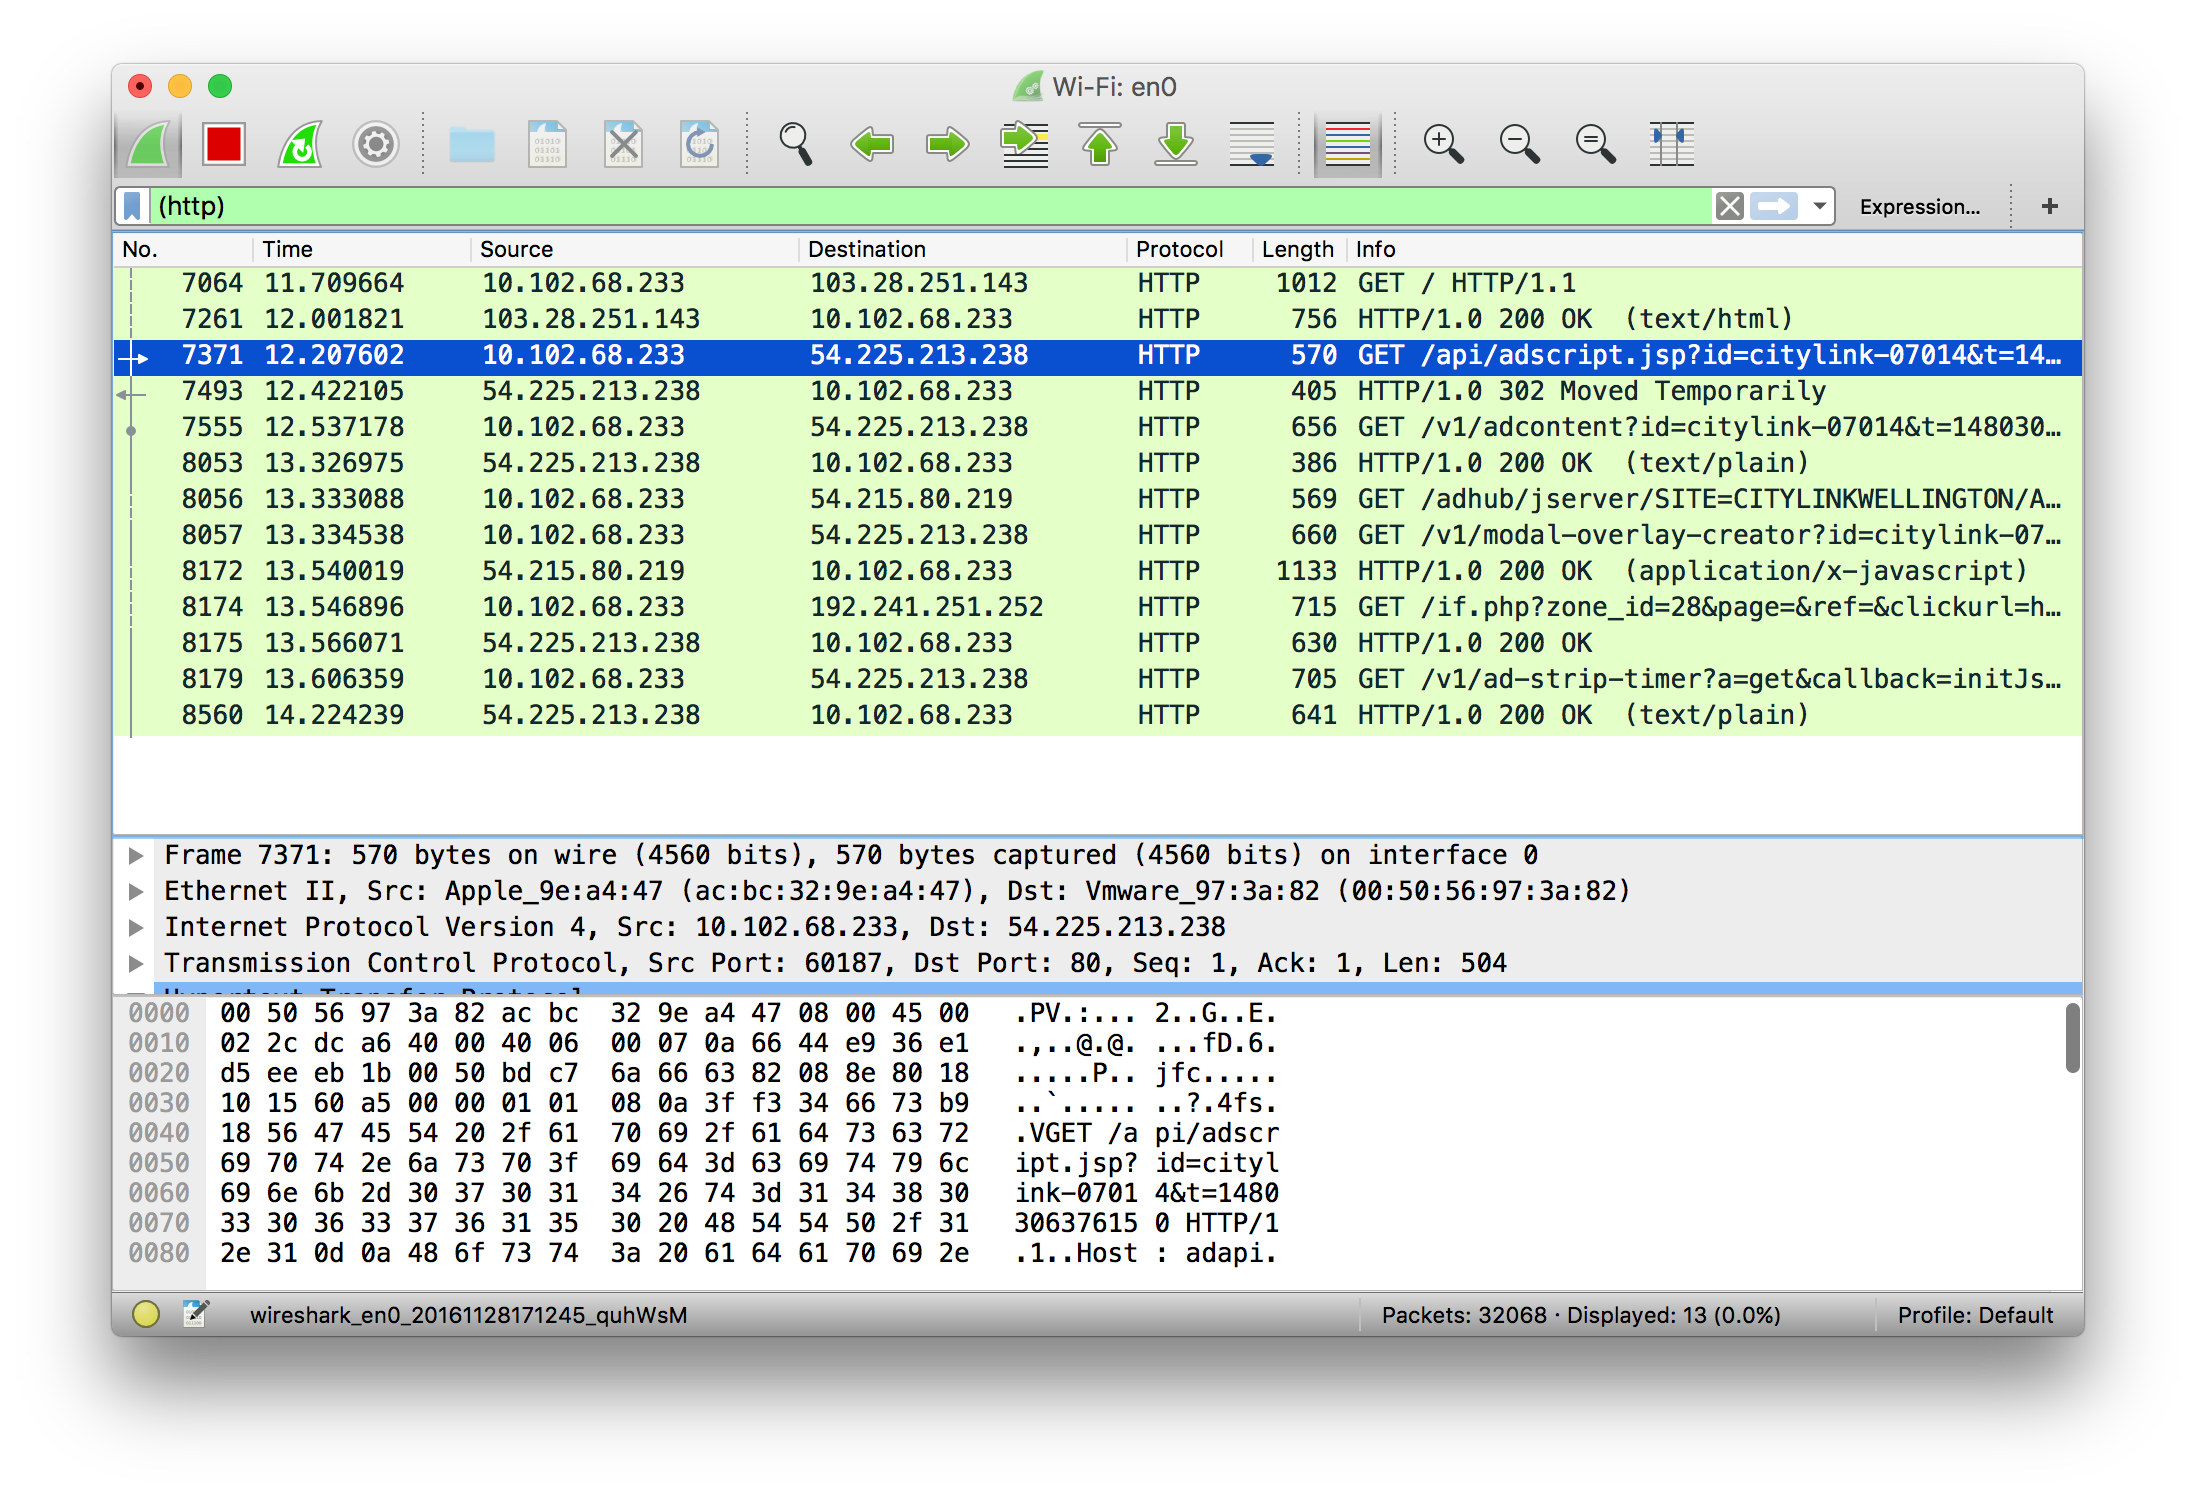 Wi-Fi: en0
(http)
Expression...
+
No. Time Source Destination Protocol Length Info
7064 11.709664 10.102.68.233 103.28.251.143 HTTP 1012 GET / HTTP/1.1
7261 12.001821 103.28.251.143 10.102.68.233 HTTP 756 HTTP/1.0 200 OK (text/html)
7371 12.207602 10.102.68.233 54.225.213.238 HTTP 570 GET /api/adscript.jsp?id=citylink-07014&t=14...
7493 12.422105 54.225.213.238 10.102.68.233 HTTP 405 HTTP/1.0 302 Moved Temporarily
7555 12.537178 10.102.68.233 54.225.213.238 HTTP 656 GET /v1/adcontent?id=citylink-07014&t=148030...
8053 13.326975 54.225.213.238 10.102.68.233 HTTP 386 HTTP/1.0 200 OK (text/plain)
8056 13.333088 10.102.68.233 54.215.80.219 HTTP 569 GET /adhub/jserver/SITE=CITYLINKWELLINGTON/A...
8057 13.334538 10.102.68.233 54.225.213.238 HTTP 660 GET /v1/modal-overlay-creator?id=citylink-07...
8172 13.540019 54.215.80.219 10.102.68.233 HTTP 1133 HTTP/1.0 200 OK (application/x-javascript)
8174 13.546896 10.102.68.233 192.241.251.252 HTTP 715 GET /if.php?zone_id=28&page=&ref=&clickurl=h...
8175 13.566071 54.225.213.238 10.102.68.233 HTTP 630 HTTP/1.0 200 OK
8179 13.606359 10.102.68.233 54.225.213.238 HTTP 705 GET /v1/ad-strip-timer?a=get&callback=initJs...
8560 14.224239 54.225.213.238 10.102.68.233 HTTP 641 HTTP/1.0 200 OK (text/plain)
Frame 7371: 570 bytes on wire (4560 bits), 570 bytes captured (4560 bits) on interface 0
Ethernet II, Src: Apple_9e:a4:47 (ac:bc:32:9e:a4:47), Dst: Vmware_97:3a:82 (00:50:56:97:3a:82)
Internet Protocol Version 4, Src: 10.102.68.233, Dst: 54.225.213.238
Transmission Control Protocol, Src Port: 60187, Dst Port: 80, Seq: 1, Ack: 1, Len: 504
Hypertext Transfer Protocol
0000 00 50 56 97 3a 82 ac bc 32 9e a4 47 08 00 45 00 .PV.:... 2..G..E.
0010 02 2c dc a6 40 00 40 06 00 07 0a 66 44 e9 36 e1 .,..@.@. ...fD.6.
0020 d5 ee eb 1b 00 50 bd c7 6a 66 63 82 08 8e 80 18 .....P.. jfc.....
0030 10 15 60 a5 00 00 01 01 08 0a 3f f3 34 66 73 b9 ..`..... ..?.4fs.
0040 18 56 47 45 54 20 2f 61 70 69 2f 61 64 73 63 72 .VGET /a pi/adscr
0050 69 70 74 2e 6a 73 70 3f 69 64 3d 63 69 74 79 6c ipt.jsp? id=cityl
0060 69 6e 6b 2d 30 37 30 31 34 26 74 3d 31 34 38 30 ink-0701 4&t=1480
0070 33 30 36 33 37 36 31 35 30 20 48 54 54 50 2f 31 30637615 0 HTTP/1
0080 2e 31 0d 0a 48 6f 73 74 3a 20 61 64 61 70 69 2e .1..Host : adapi.
wireshark_en0_20161128171245_quhWsM Packets: 32068 · Displayed: 13 (0.0%) Profile: Default